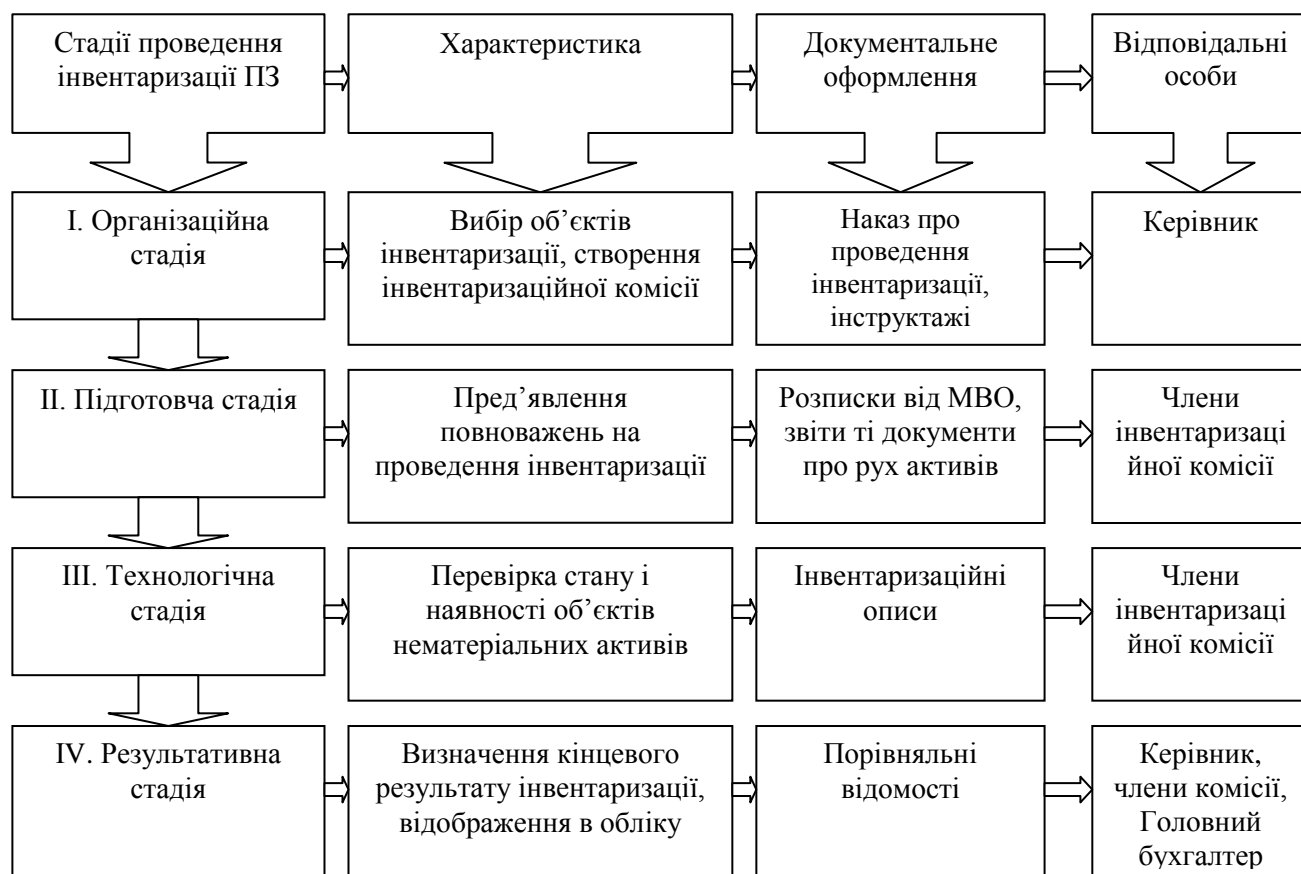 Стадії проведення
інвентаризації ПЗ
Характеристика
Документальне
оформлення
Відповідальні
особи
I. Організаційна
стадія
Вибір об’єктів
інвентаризації, створення
інвентаризаційної комісії
Наказ про
проведення
інвентаризації,
інструктажі
Керівник
II. Підготовча стадія
Пред’явлення
повноважень на
проведення інвентаризації
Розписки від МВО,
звіти ті документи
про рух активів
Члени
інвентаризаці
йної комісії
III. Технологічна
стадія
Перевірка стану і
наявності об’єктів
нематеріальних активів
Інвентаризаційні
описи
Члени
інвентаризаці
йної комісії
IV. Результативна
стадія
Визначення кінцевого
результату інвентаризації,
відображення в обліку
Порівняльні
відомості
Керівник,
члени комісії,
Головний
бухгалтер